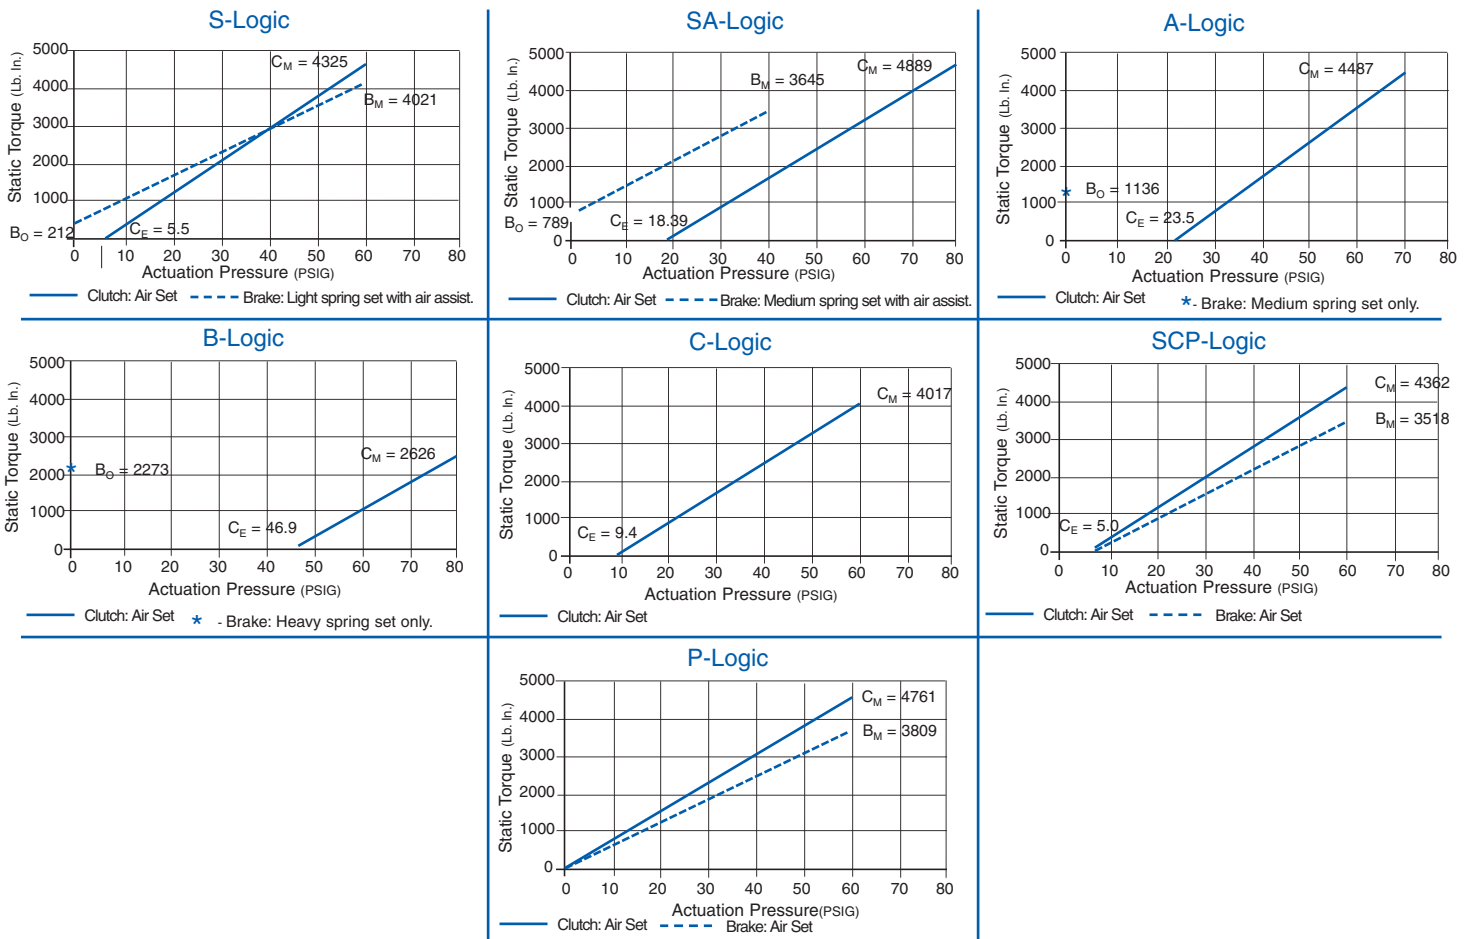 S-Logic
5000
4000
3000
2000
1000
Static Torque (Lb. In.)
CM = 4325
BM = 4021
BO = 212
CE = 5.5
0 10 20 30 40 50 60 70 80
Actuation Pressure (PSIG)
Clutch: Air Set Brake: Light spring set with air assist.
SA-Logic
5000
4000
3000
2000
1000
0
Static Torque (Lb. In.)
CM = 4889
BM = 3645
BO = 789
CE = 18.39
0 10 20 30 40 50 60 70 80
Actuation Pressure (PSIG)
Clutch: Air Set Brake: Medium spring set with air assist.
A-Logic
5000
4000
3000
2000
1000
0
Static Torque (Lb. In.)
CM = 4487
* BO = 1136
CE = 23.5
0 10 20 30 40 50 60 70 80
Actuation Pressure (PSIG)
Clutch: Air Set * - Brake: Medium spring set only.
B-Logic
5000
4000
3000
2000
1000
0
Static Torque (Lb. In.)
CM = 2626
* BO = 2273
CE = 46.9
0 10 20 30 40 50 60 70 80
Actuation Pressure (PSIG)
Clutch: Air Set * - Brake: Heavy spring set only.
C-Logic
5000
4000
3000
2000
1000
0
Static Torque (Lb. In.)
CM = 4017
CE = 9.4
0 10 20 30 40 50 60 70 80
Actuation Pressure (PSIG)
Clutch: Air Set
SCP-Logic
5000
4000
3000
2000
1000
0
Static Torque (Lb. In.)
CM = 4362
BM = 3518
CE = 5.0
0 10 20 30 40 50 60 70 80
Actuation Pressure (PSIG)
Clutch: Air Set Brake: Air Set
P-Logic
5000
4000
3000
2000
1000
0
Static Torque (Lb. In.)
CM = 4761
BM = 3809
0 10 20 30 40 50 60 70 80
Actuation Pressure(PSIG)
Clutch: Air Set Brake: Air Set